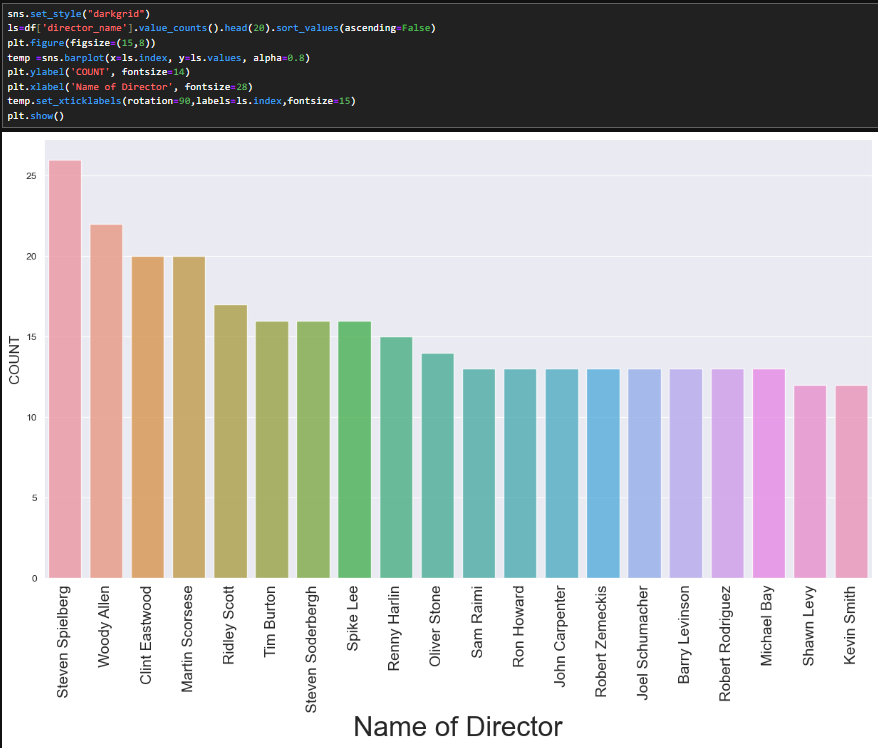 sns.set_style("darkgrid")
ls=df['director_name'].value_counts().head(20).sort_values(ascending=False)
plt.figure(figsize=(15,8))
temp =sns.barplot(x=ls.index, y=ls.values, alpha=0.8)
plt.ylabel('COUNT', fontsize=14)
plt.xlabel('Name of Director', fontsize=28)
temp.set_xticklabels(rotation=90,labels=ls.index,fontsize=15)
plt.show()
25
20
15
10
5
0
COUNT
Steven Spielberg
Woody Allen
Clint Eastwood
Martin Scorsese
Ridley Scott
Tim Burton
Steven Soderbergh
Spike Lee
Renny Harlin
Oliver Stone
Sam Raimi
Ron Howard
John Carpenter
Robert Zemeckis
Joel Schumacher
Barry Levinson
Robert Rodriguez
Michael Bay
Shawn Levy
Kevin Smith
Name of Director